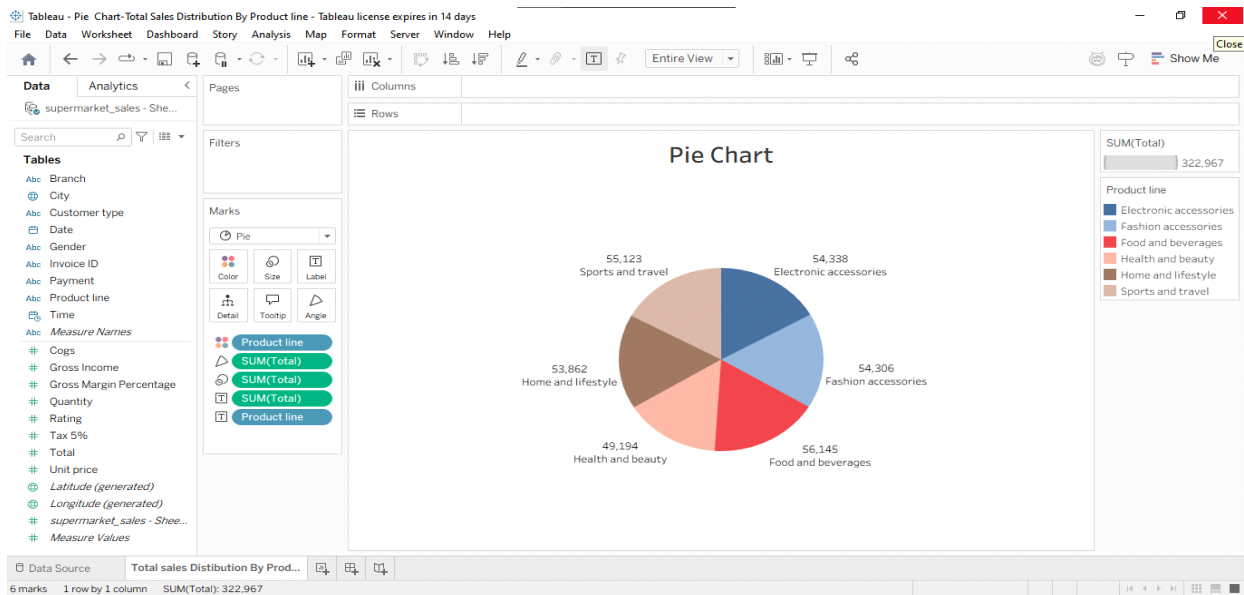 Tableau - Pie  Chart-Total Sales Distribution By Product line - Tableau license expires in 14 days
File Data Worksheet Dashboard Story Analysis Map Format Server Window Help
Close
Entire View
Show Me
Data Analytics
supermarket_sales - Shee...
Search
Tables
Abc Branch
City
Abc Customer type
Date
Abc Gender
Abc Invoice ID
Abc Payment
Abc Product line
Time
Abc Measure Names
# Cogs
# Gross Income
# Gross Margin Percentage
# Quantity
# Rating
# Tax 5%
# Total
# Unit price
Latitude (generated)
Longitude (generated)
# supermarket_sales - Shee...
# Measure Values
Pages
Filters
Marks
Pie
Color Size Label
Detail Tooltip Angle
Product line
SUM(Total)
SUM(Total)
SUM(Total)
Product line
Columns
Rows
Pie Chart
55,123
Sports and travel
54,338
Electronic accessories
53,862
Home and lifestyle
54,306
Fashion accessories
49,194
Health and beauty
56,145
Food and beverages
SUM(Total)
322,967
Product line
Electronic accessories
Fashion accessories
Food and beverages
Health and beauty
Home and lifestyle
Sports and travel
Data Source Total sales Distibution By Prod...
6 marks 1 row by 1 column SUM(Total): 322,967